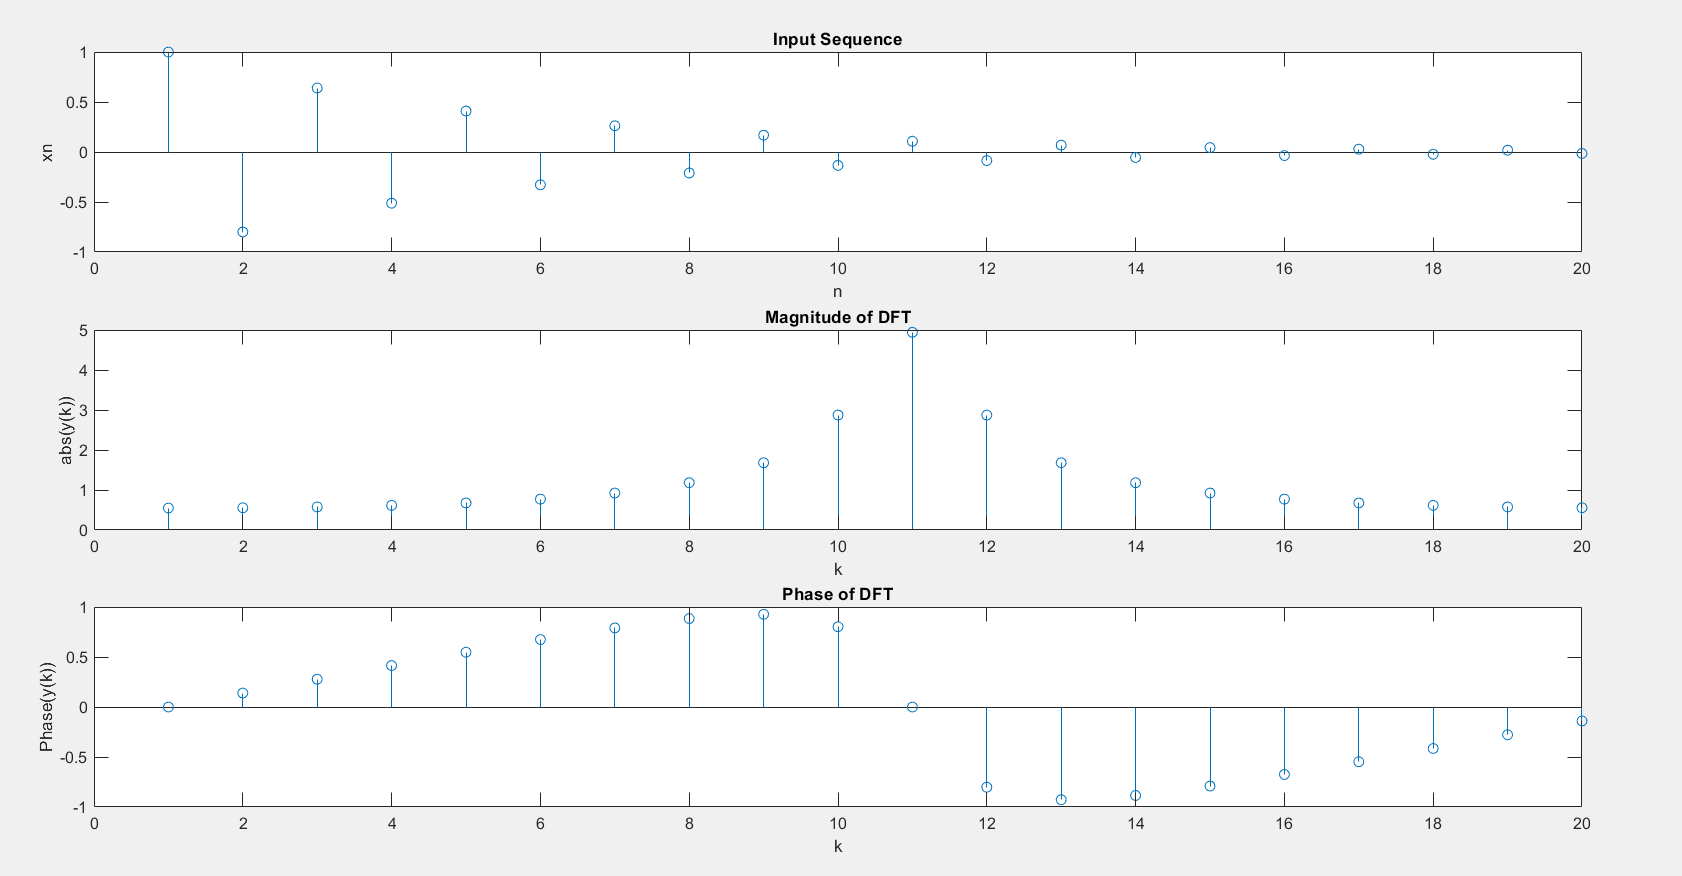 Input Sequence
1
0.5
0
-0.5
-1
xn
0 2 4 6 8 10 12 14 16 18 20
n
Magnitude of DFT
5
4
3
2
1
0
abs(y(k))
0 2 4 6 8 10 12 14 16 18 20
k
Phase of DFT
1
0.5
0
-0.5
-1
Phase(y(k))
0 2 4 6 8 10 12 14 16 18 20
k